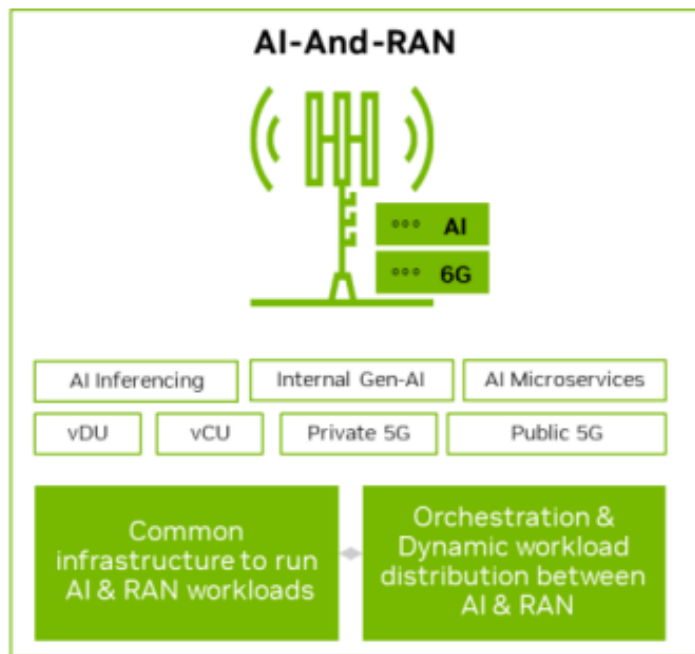 AI-And-RAN
AI
6G
AI Inferencing
Internal Gen-AI
AI Microservices
vDU
vCU
Private 5G
Public 5G
Common
infrastructure to run
AI & RAN workloads
Orchestration &
Dynamic workload
distribution between
AI & RAN